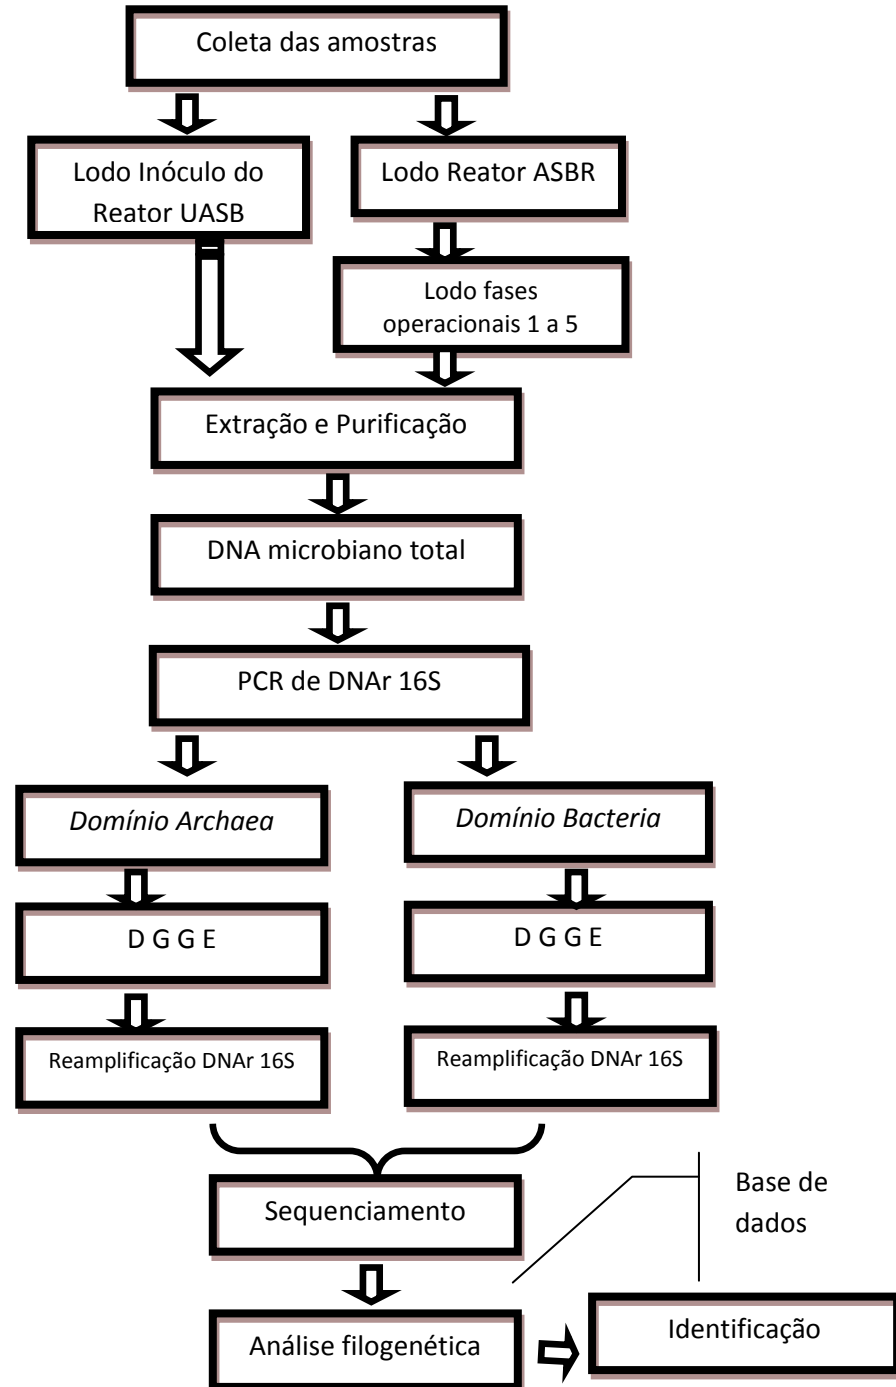 Coleta das amostras
Lodo Inóculo do
Reator UASB
Lodo Reator ASBR
Lodo fases
operacionais 1 a 5
Extração e Purificação
DNA microbiano total
PCR de DNAr 16S
Domínio Archaea
Domínio Bacteria
D G G E
D G G E
Reamplificação DNAr 16S
Reamplificação DNAr 16S
Sequenciamento
Base de
dados
Análise filogenética
Identificação